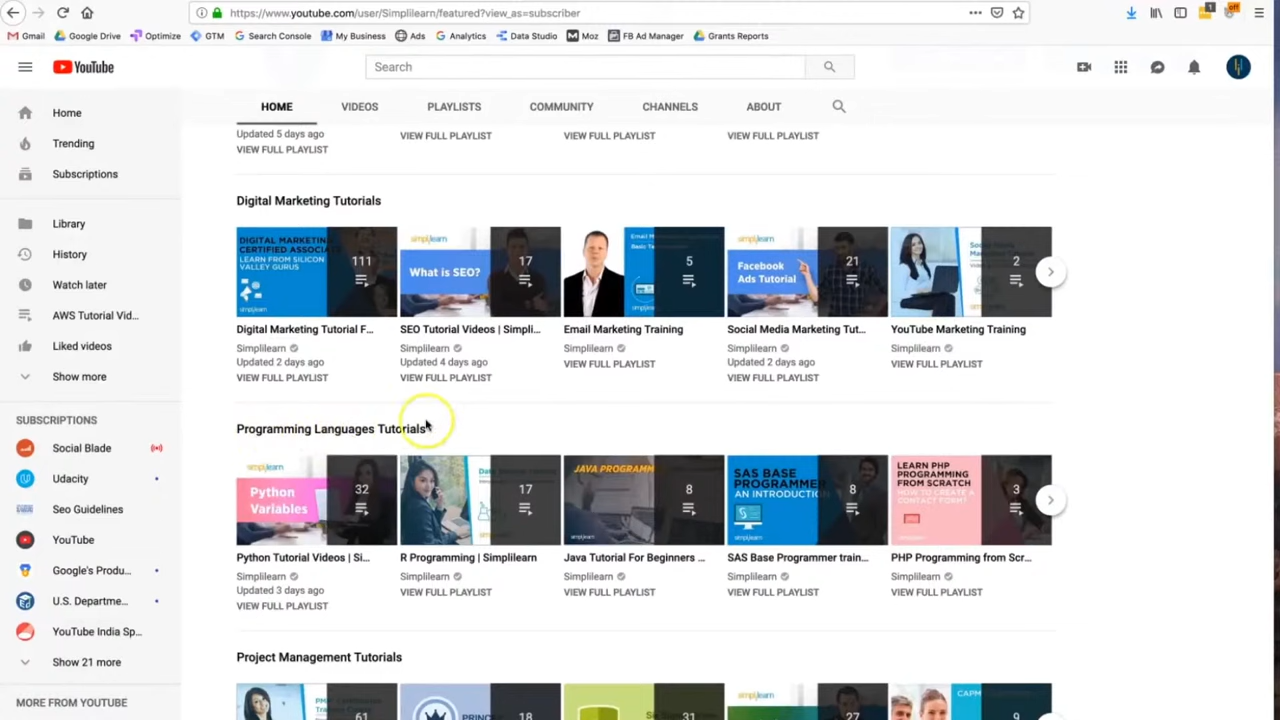 https://www.youtube.com/user/Simplilearn/featured?view_as=subscriber
Gmail Google Drive Optimize GTM Search Console My Business Ads Analytics Data Studio Moz FB Ad Manager Grants Reports
YouTube
Search
HOME VIDEOS PLAYLISTS COMMUNITY CHANNELS ABOUT
Home
Trending
Subscriptions
Library
History
Watch later
AWS Tutorial Vid...
Liked videos
Show more
SUBSCRIPTIONS
Social Blade
Udacity
Seo Guidelines
YouTube
Google's Produ...
U.S. Departme...
YouTube India Sp...
Show 21 more
MORE FROM YOUTUBE
Updated 5 days ago
VIEW FULL PLAYLIST
VIEW FULL PLAYLIST
VIEW FULL PLAYLIST
VIEW FULL PLAYLIST
Digital Marketing Tutorials
DIGITAL MARKETING
CERTIFIED ASSOCIATE
LEARN FROM SILICON
VALLEY GURUS
111
Digital Marketing Tutorial F...
Simplilearn
Updated 2 days ago
VIEW FULL PLAYLIST
simplilearn
What is SEO?
17
SEO Tutorial Videos | Simpli...
Simplilearn
Updated 4 days ago
VIEW FULL PLAYLIST
5
Email Marketing Training
Simplilearn
VIEW FULL PLAYLIST
simplilearn
Facebook
Ads Tutorial
21
Social Media Marketing Tut...
Simplilearn
Updated 2 days ago
VIEW FULL PLAYLIST
2
YouTube Marketing Training
Simplilearn
VIEW FULL PLAYLIST
Programming Languages Tutorials
simplilearn
Python
Variables
32
Python Tutorial Videos | Si...
Simplilearn
Updated 3 days ago
VIEW FULL PLAYLIST
17
R Programming | Simplilearn
Simplilearn
VIEW FULL PLAYLIST
JAVA PROGRAMM
8
Java Tutorial For Beginners ...
Simplilearn
VIEW FULL PLAYLIST
SAS BASE
PROGRAMMER
AN INTRODUCTION
8
SAS Base Programmer train...
Simplilearn
VIEW FULL PLAYLIST
LEARN PHP
PROGRAMMING
FROM SCRATCH
HOW TO CREATE A
CONTACT FORM?
3
PHP Programming from Scr...
Simplilearn
VIEW FULL PLAYLIST
Project Management Tutorials
61
PRINC
18
31
simplilearn
27
CAPM
9